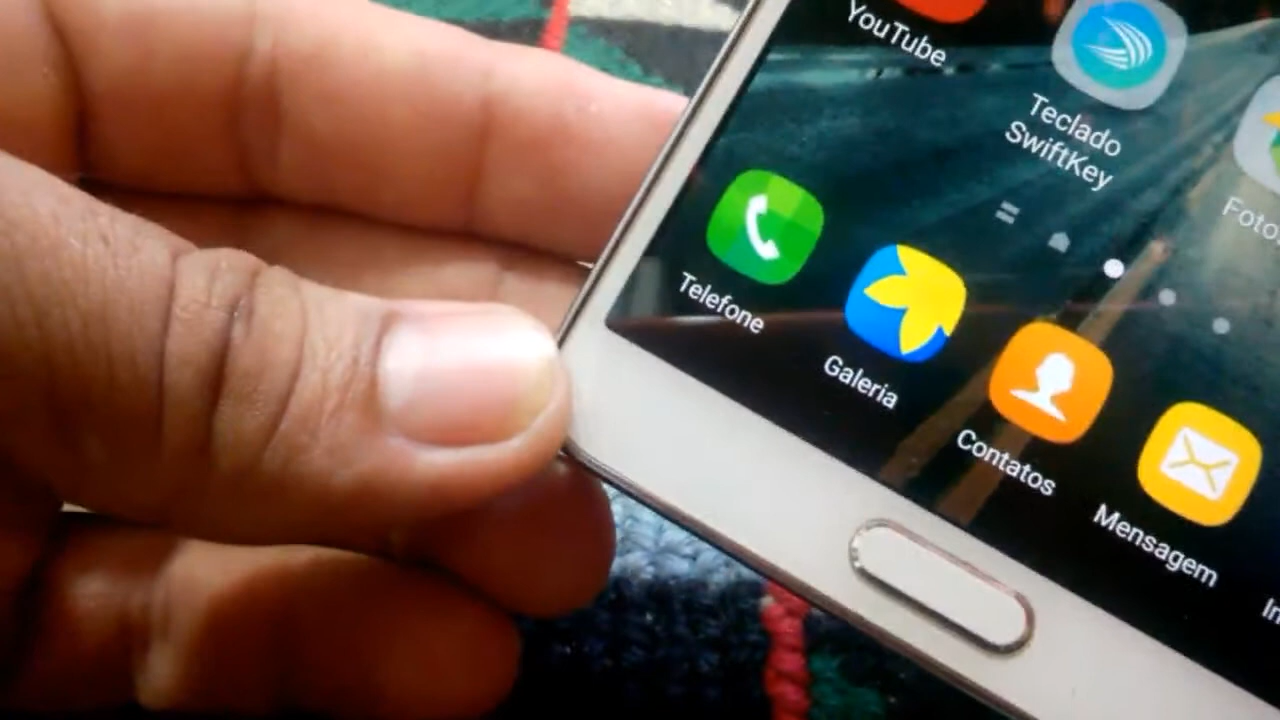 YouTube
Teclado
SwiftKey
Telefone
Galeria
Contatos
Mensagem